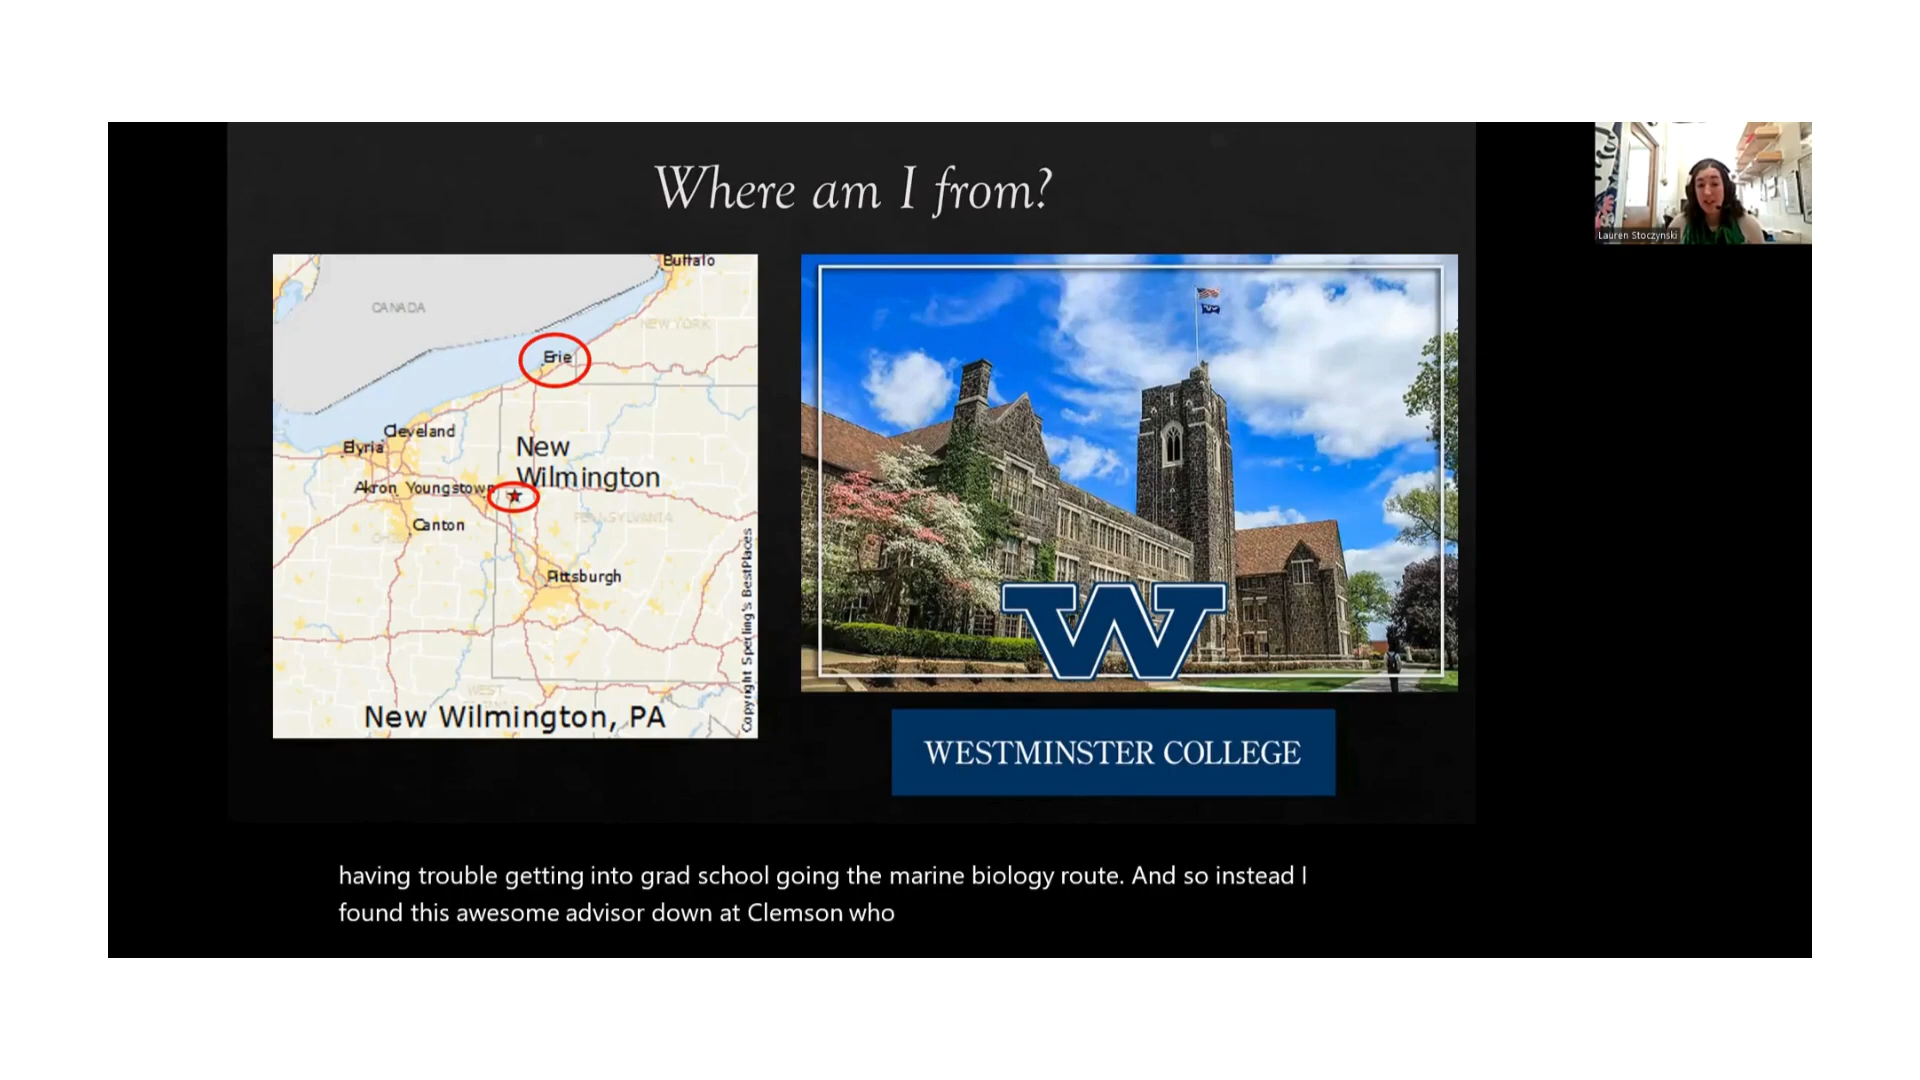 Where am I from?
Lauren Stoczynski
Buffalo
CANADA
NEW YORK
Erie
Cleveland
Elyria
New
Wilmington
Akron Youngstown
PENNSYLVANIA
Canton
OHIO
Pittsburgh
WEST
New Wilmington, PA
Copyright Sperling's BestPlaces
W
WESTMINSTER COLLEGE
having trouble getting into grad school going the marine biology route. And so instead I
found this awesome advisor down at Clemson who